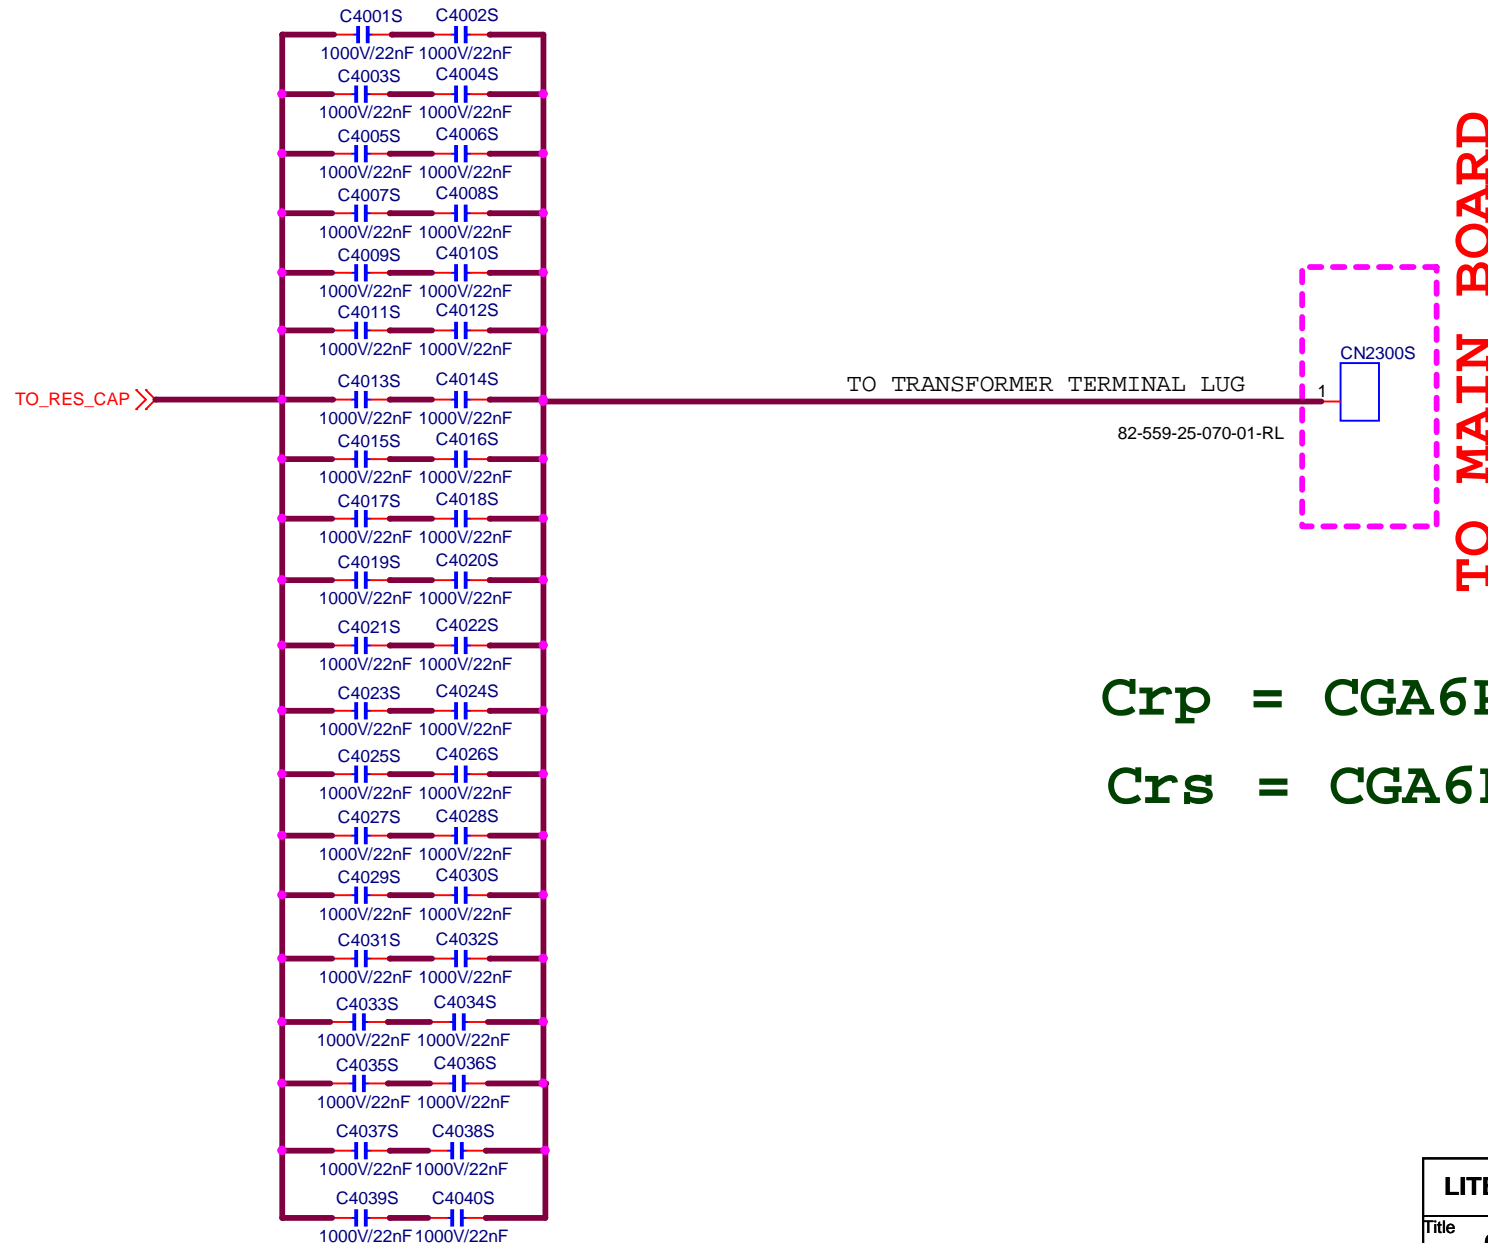 C4001S C4002S
1000V/22nF 1000V/22nF
C4003S C4004S
1000V/22nF 1000V/22nF
C4005S C4006S
1000V/22nF 1000V/22nF
C4007S C4008S
1000V/22nF 1000V/22nF
C4009S C4010S
1000V/22nF 1000V/22nF
C4011S C4012S
1000V/22nF 1000V/22nF
C4013S C4014S
1000V/22nF 1000V/22nF
C4015S C4016S
1000V/22nF 1000V/22nF
C4017S C4018S
1000V/22nF 1000V/22nF
C4019S C4020S
1000V/22nF 1000V/22nF
C4021S C4022S
1000V/22nF 1000V/22nF
C4023S C4024S
1000V/22nF 1000V/22nF
C4025S C4026S
1000V/22nF 1000V/22nF
C4027S C4028S
1000V/22nF 1000V/22nF
C4029S C4030S
1000V/22nF 1000V/22nF
C4031S C4032S
1000V/22nF 1000V/22nF
C4033S C4034S
1000V/22nF 1000V/22nF
C4035S C4036S
1000V/22nF 1000V/22nF
C4037S C4038S
1000V/22nF 1000V/22nF
C4039S C4040S
1000V/22nF 1000V/22nF
TO_RES_CAP
TO TRANSFORMER TERMINAL LUG
82-559-25-070-01-RL
1
CN2300S
TO MAIN BOARD
Crp = CGA6
Crs = CGA6
LITE
Title